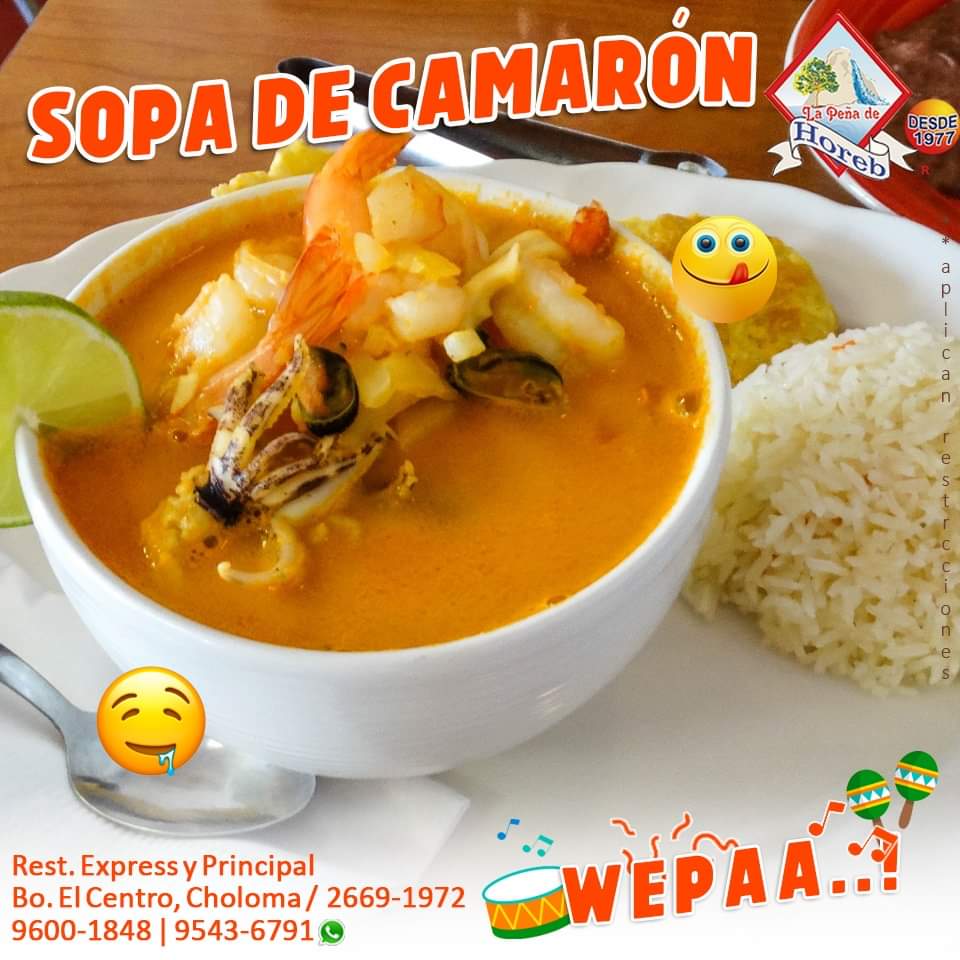 SOPA DE CAMARÓN
La Peña de
Horeb
DESDE
1977
R
**aplican restrcciones
Rest. Express y Principal
Bo. El Centro, Choloma / 2669-1972
9600-1848 | 9543-6791
WEPAA..!